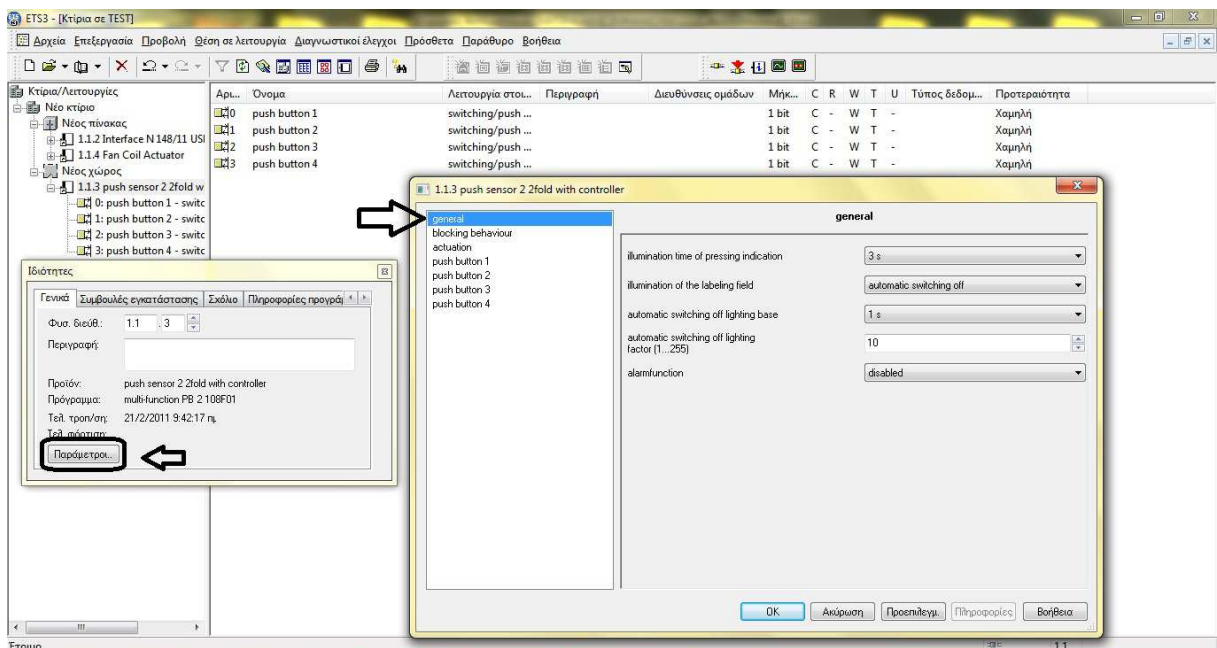 ETS3 - [Κτίρια σε TEST]
Αρχεία Επεξεργασία Προβολή Θέση σε λειτουργία Διαγνωστικοί έλεγχοι Πρόσθετα Παράθυρο Βοήθεια
Κτίρια/Λειτουργίες
Νέο κτίριο
Νέος πίνακας
1.1.2 Interface N 148/11 USI
1.1.4 Fan Coil Actuator
Νέος χώρος
1.1.3 push sensor 2 2fold w
0: push button 1 - switc
1: push button 2 - switc
2: push button 3 - switc
3: push button 4 - switc
Αρι... Όνομα Λειτουργία στοι... Περιγραφή Διευθύνσεις ομάδων Μήκ... C R W T U Τύπος δεδομ... Προτεραιότητα
0 push button 1 switching/push ... 1 bit C - W T - Χαμηλή
1 push button 2 switching/push ... 1 bit C - W T - Χαμηλή
2 push button 3 switching/push ... 1 bit C - W T - Χαμηλή
3 push button 4 switching/push ... 1 bit C - W T - Χαμηλή
Ιδιότητες
Γενικά Συμβουλές εγκατάστασης Σχόλιο Πληροφορίες προγρά
Φυσ. διεύθ.: 1.1 . 3
Περιγραφή:
Προϊόν: push sensor 2 2fold with controller
Πρόγραμμα: multi-function PB 2 108F01
Τελ. τροπ/ση: 21/2/2011 9:42:17 πμ
Τελ. φόρτιση:
Παράμετροι..
1.1.3 push sensor 2 2fold with controller
general
blocking behaviour
actuation
push button 1
push button 2
push button 3
push button 4
general
illumination time of pressing indication 3 s
illumination of the labeling field automatic switching off
automatic switching off lighting base 1 s
automatic switching off lighting
factor (1...255) 10
alarmfunction disabled
OK Ακύρωση Προεπιλεγμ. Πληροφορίες Βοήθεια
Έτοιμο 1.1